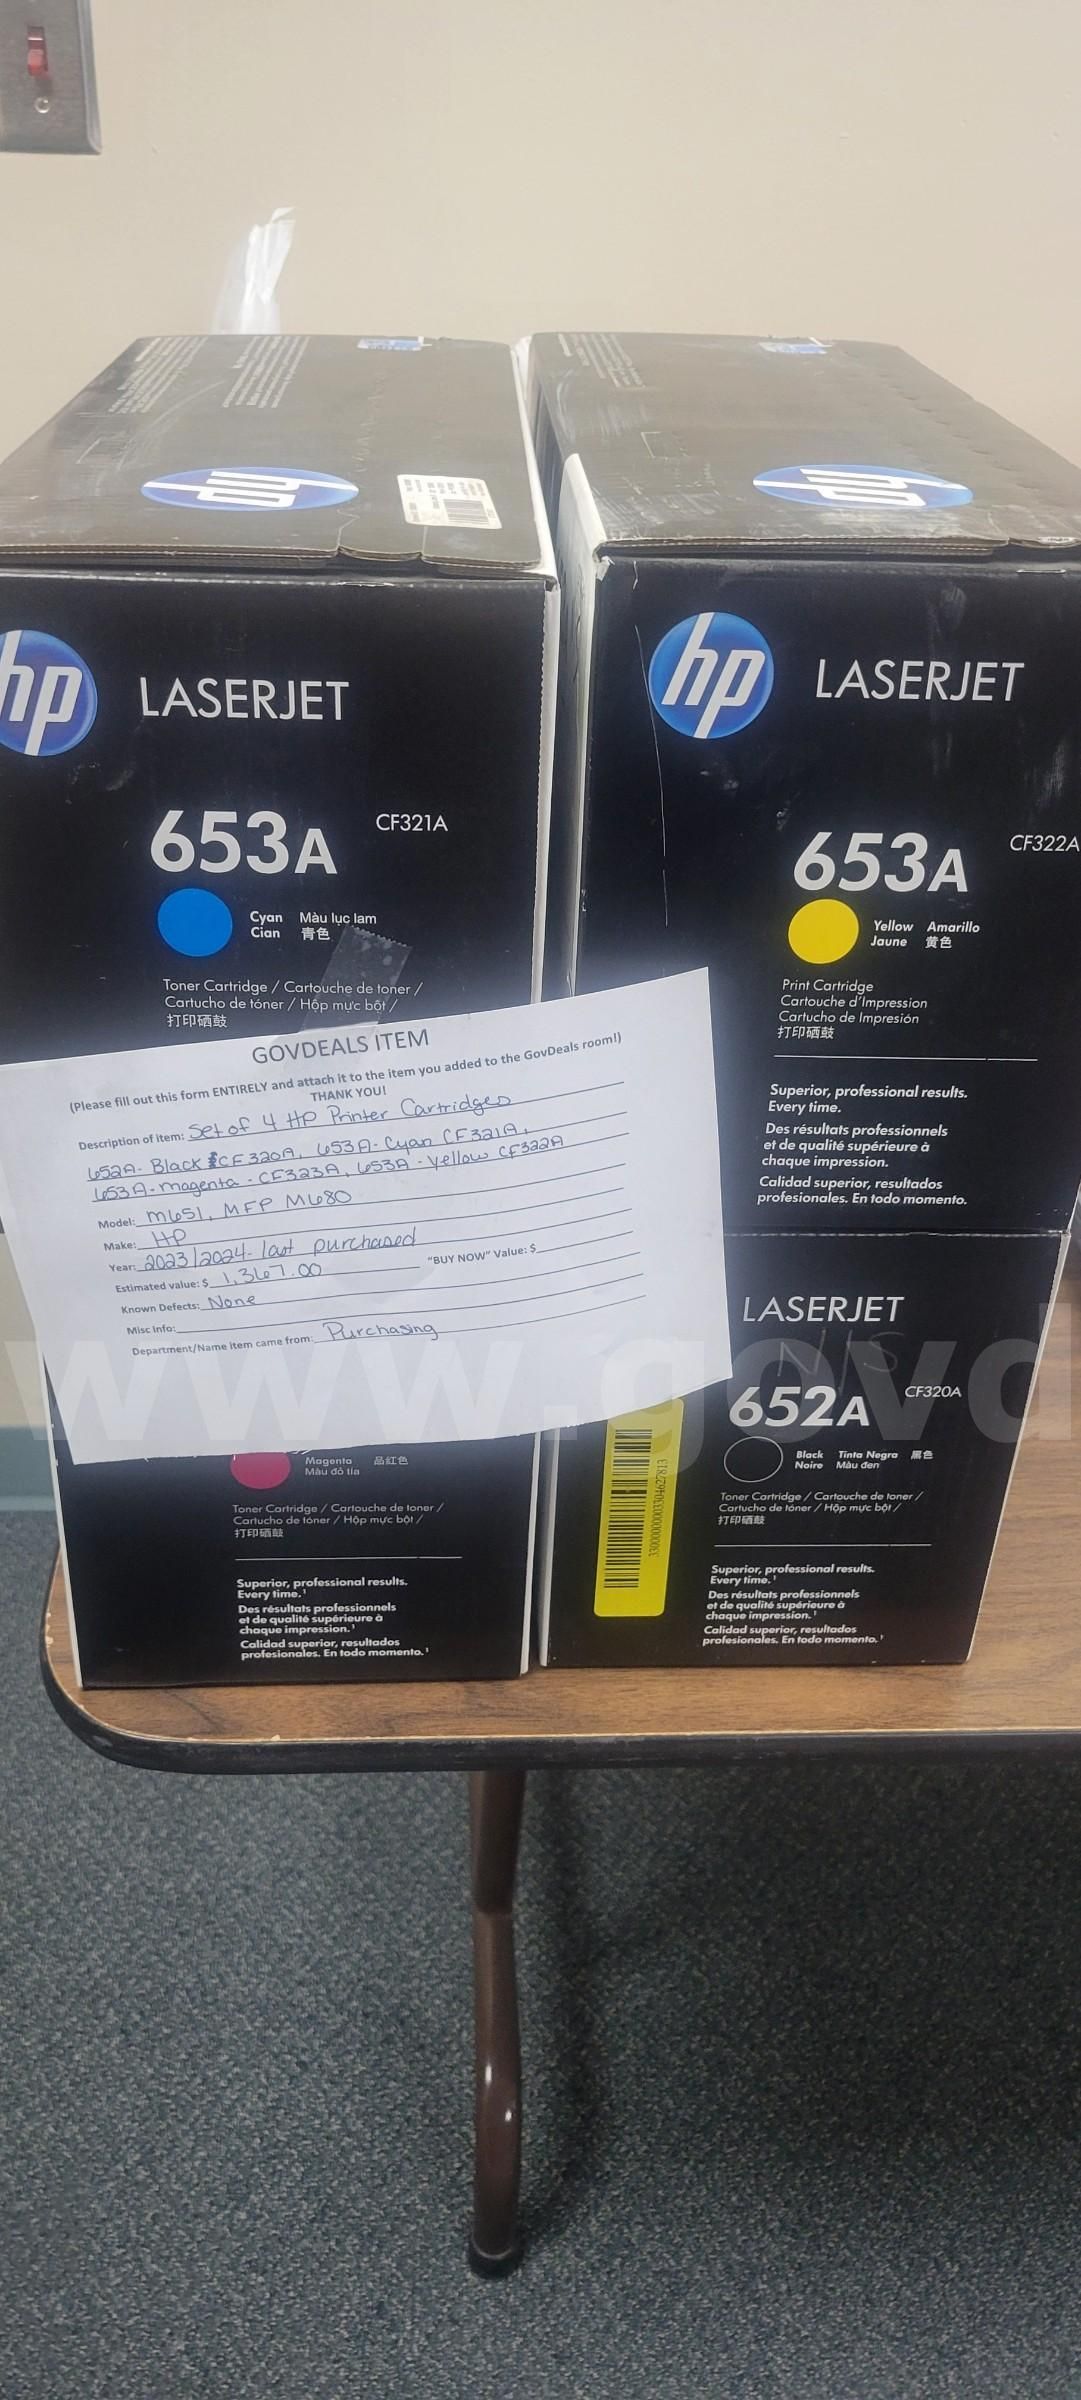 hp
LASERJET
653A
CF321A
Cyan Màu lục lam
Cian 青色
Toner Cartridge / Cartouche de toner /
Cartucho de tóner / Hộp mực bột /
打印硒鼓
hp
LASERJET
653A
CF322A
Yellow Amarillo
Jaune 黄色
Print Cartridge
Cartouche d'Impression
Cartucho de Impresión
打印硒鼓
Superior, professional results.
Every time.
Des résultats professionnels
et de qualité supérieure à
chaque impression.
Calidad superior, resultados
profesionales. En todo momento.
GOVDEALS ITEM
(Please fill out this form ENTIRELY and attach it to the item you added to the GovDeals room!)
THANK YOU!
Description of item: Set of 4 HP Printer Cartridges
652A- Black CF320A, 653A- Cyan CF321A,
653A- magenta - CF323A, 653A - yellow CF322A
Model: M651, MFP M680
Make: HP
Year: 2023/2024- last purchased
Estimated value: $ 1,367.00 "BUY NOW" Value: $
Known Defects: None
Misc Info:
Department/Name item came from: Purchasing
Magenta 品紅色
Màu đỏ tía
Toner Cartridge / Cartouche de toner /
Cartucho de tóner / Hộp mực bột /
打印硒鼓
Superior, professional results.
Every time.¹
Des résultats professionnels
et de qualité supérieure à
chaque impression.¹
Calidad superior, resultados
profesionales. En todo momento.¹
LASERJET
N/S
652A
CF320A
Black Tinta Negra 黑色
Noire Màu đen
Toner Cartridge / Cartouche de toner /
Cartucho de tóner / Hộp mực bột /
打印硒鼓
Superior, professional results.
Every time.¹
Des résultats professionnels
et de qualité supérieure à
chaque impression.¹
Calidad superior, resultados
profesionales. En todo momento.¹
3300000003304627813
www.govd